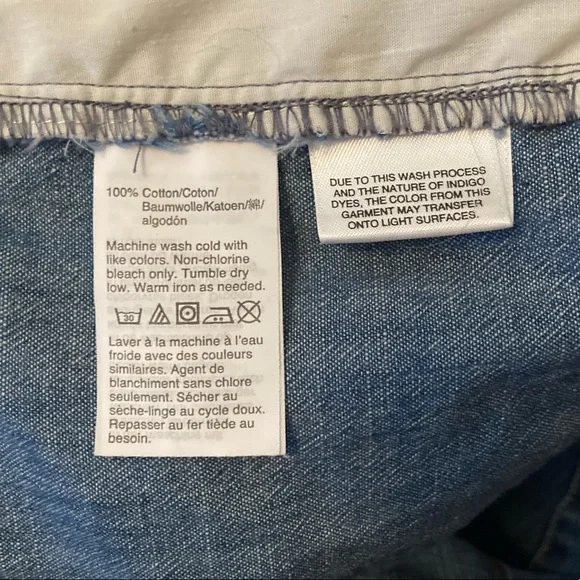 100% Cotton/Coton/
Baumwolle/Katoen/綿/
algodón
Machine wash cold with
like colors. Non-chlorine
bleach only. Tumble dry
low. Warm iron as needed.
30
Laver à la machine à l'eau
froide avec des couleurs
similaires. Agent de
blanchiment sans chlore
seulement. Sécher au
sèche-linge au cycle doux.
Repasser au fer tiède au
besoin.
DUE TO THIS WASH PROCESS
AND THE NATURE OF INDIGO
DYES, THE COLOR FROM THIS
GARMENT MAY TRANSFER
ONTO LIGHT SURFACES.